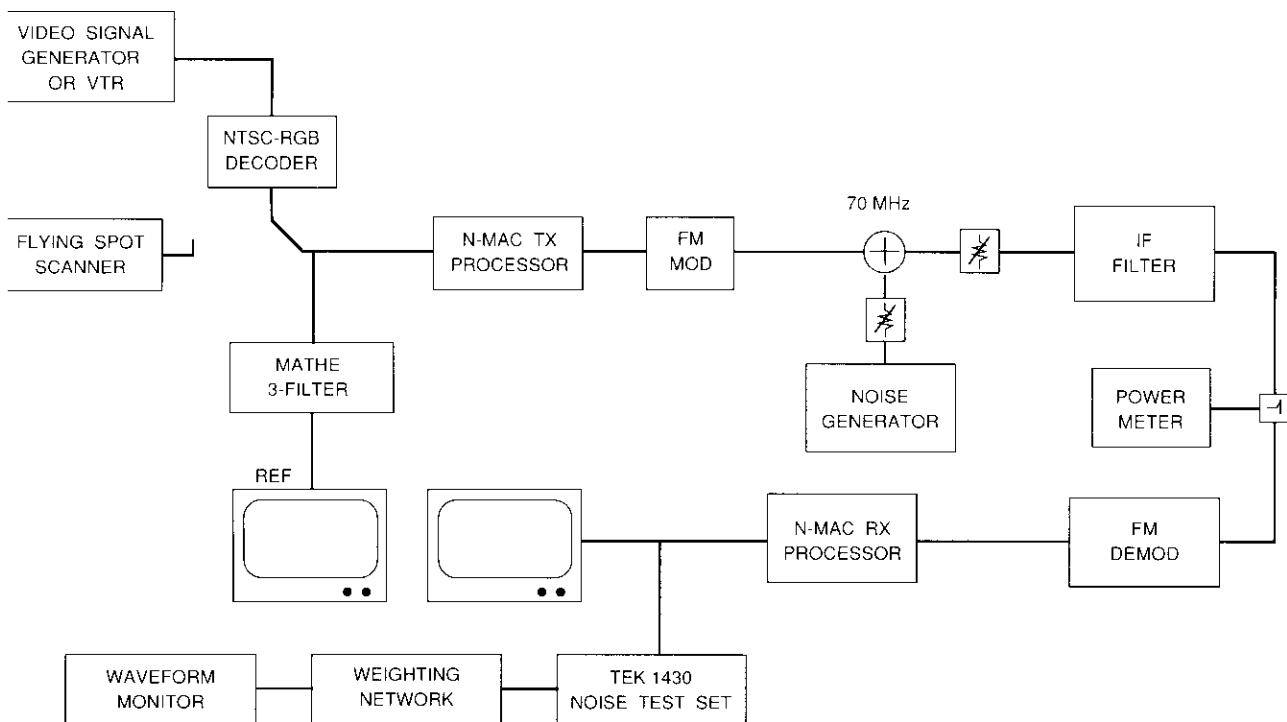 VIDEO SIGNAL
GENERATOR
OR VTR
NTSC-RGB
DECODER
FLYING SPOT
SCANNER
N-MAC TX
PROCESSOR
FM
MOD
70 MHz
IF
FILTER
MATHE
3-FILTER
NOISE
GENERATOR
POWER
METER
REF
N-MAC RX
PROCESSOR
FM
DEMOD
WAVEFORM
MONITOR
WEIGHTING
NETWORK
TEK 1430
NOISE TEST SET